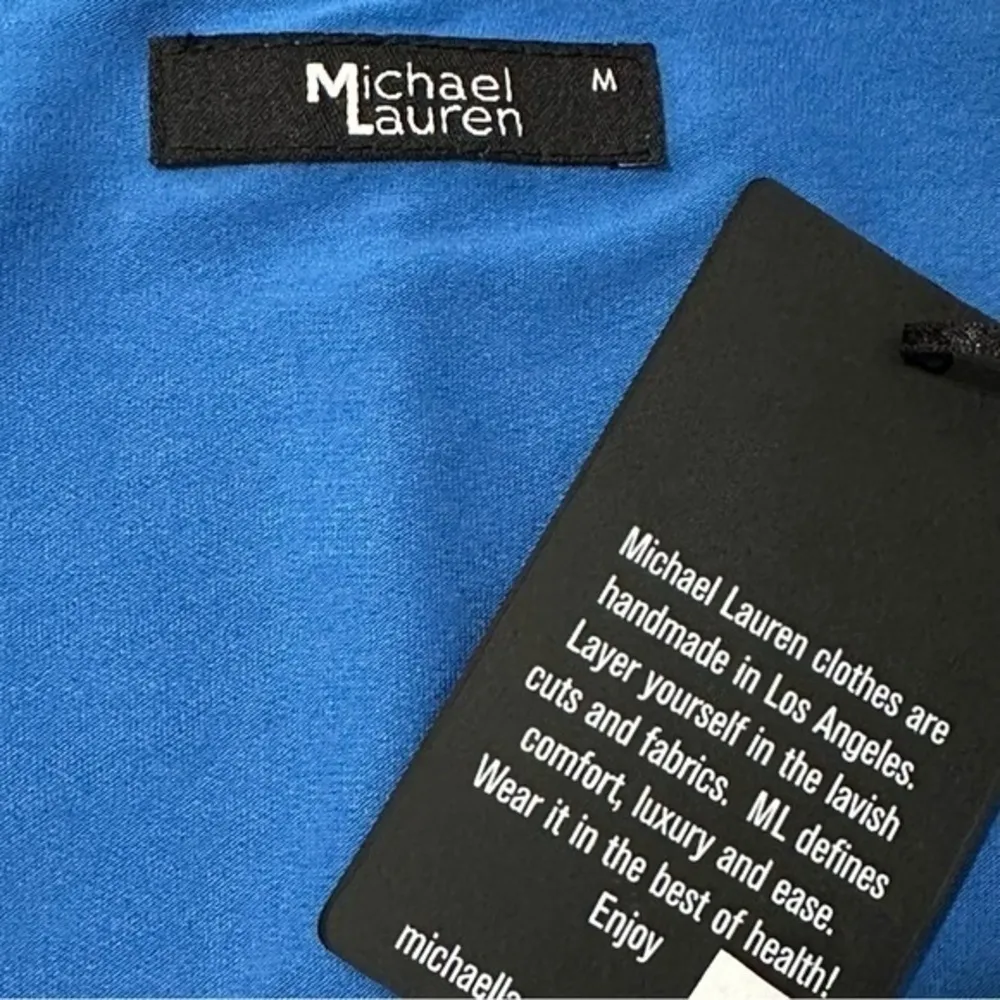 Michael
Lauren
M
Michael Lauren clothes are
handmade in Los Angeles.
Layer yourself in the lavish
cuts and fabrics. ML defines
comfort, luxury and ease.
Wear it in the best of health!
Enjoy